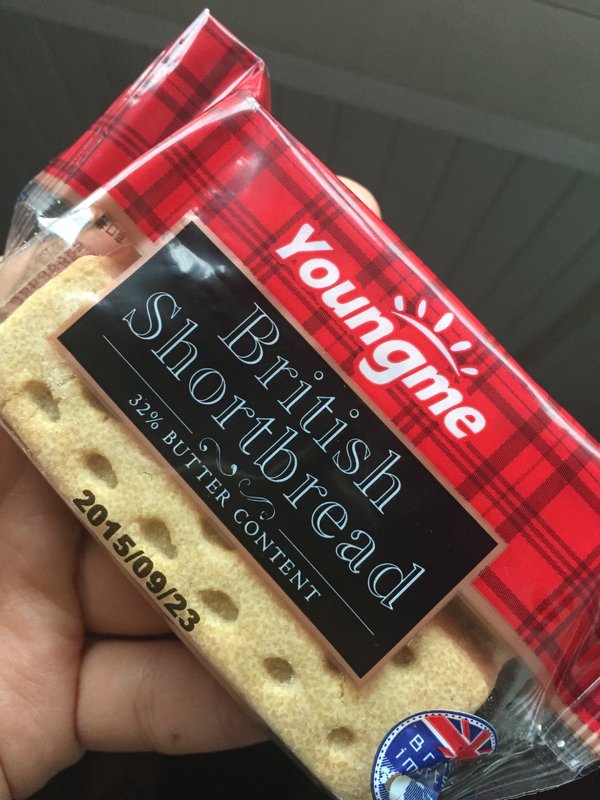 Youngme
British
Shortbread
32% BUTTER CONTENT
2015/09/23